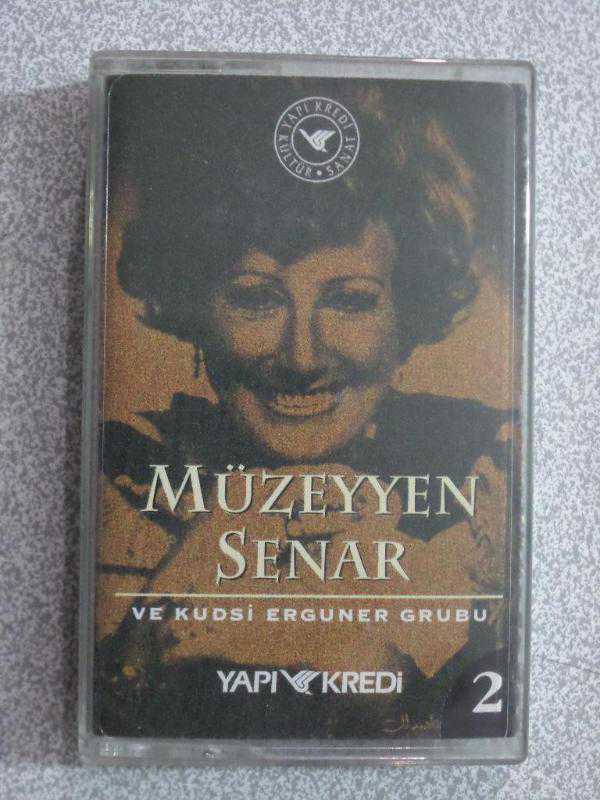 YAPI KREDİ
KÜLTÜR • SANAT
MÜZEYYEN
SENAR
VE KUDSİ ERGUNER GRUBU
YAPI KREDİ
2